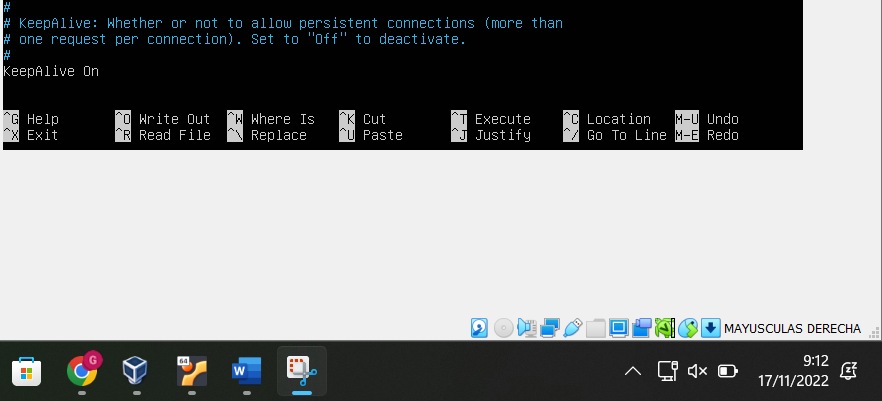 #
# KeepAlive: Whether or not to allow persistent connections (more than
# one request per connection). Set to "Off" to deactivate.
#
KeepAlive On
^G Help ^O Write Out ^W Where Is ^K Cut ^T Execute ^C Location M-U Undo
^X Exit ^R Read File ^\ Replace ^U Paste ^J Justify ^/ Go To Line M-E Redo
MAYUSCULAS DERECHA
G
64
W
9:12
17/11/2022